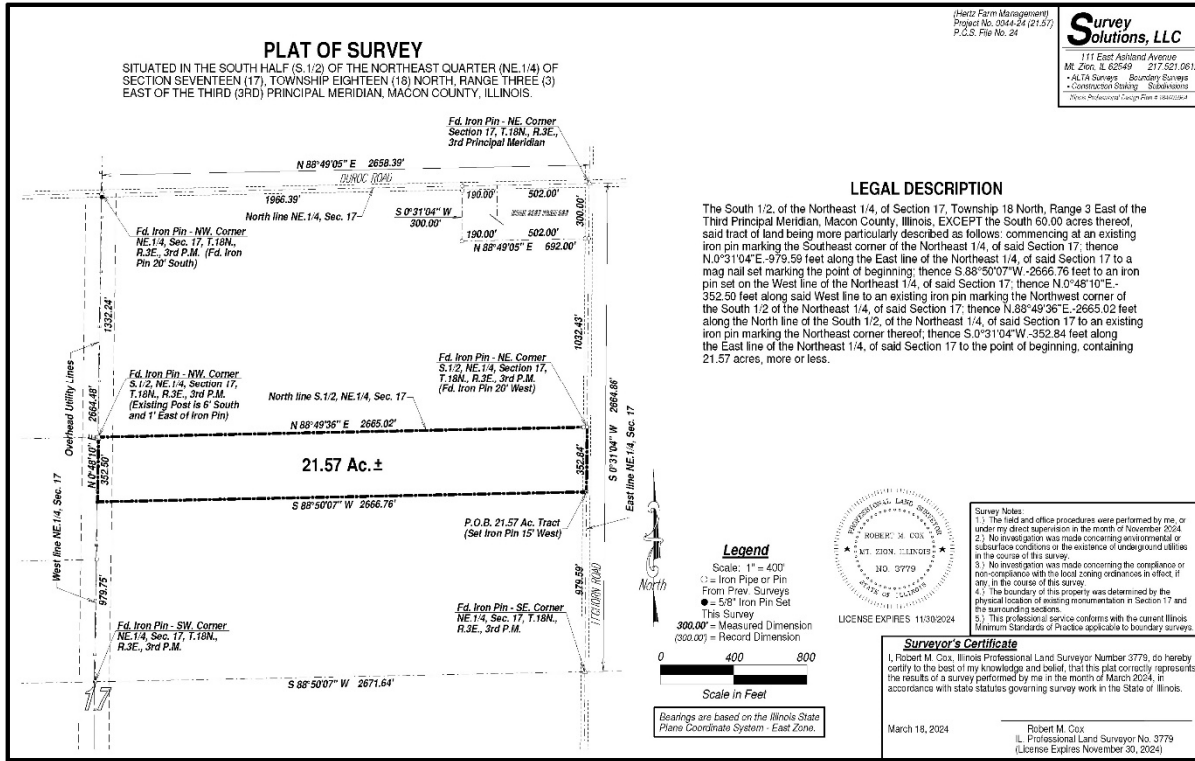 (Hertz Farm Management)
Project No. 0044-24 (21.57)
P.C.S. File No. 24
Survey
Solutions, LLC
111 East Ashland Avenue
Mt. Zion, IL 62549 217.521.061
• ALTA Surveys Boundary Surveys
• Construction Staking Subdivisions
PLAT OF SURVEY
SITUATED IN THE SOUTH HALF (S.1/2) OF THE NORTHEAST QUARTER (NE.1/4) OF
SECTION SEVENTEEN (17), TOWNSHIP EIGHTEEN (18) NORTH, RANGE THREE (3)
EAST OF THE THIRD (3RD) PRINCIPAL MERIDIAN, MACON COUNTY, ILLINOIS.
Fd. Iron Pin - NE. Corner
Section 17, T.18N., R.3E.,
3rd Principal Meridian
N 88°49'05" E 2658.39'
DUROC ROAD
1966.39'
North line NE.1/4, Sec. 17
190.00' 502.00'
S 0°31'04" W
300.00'
300.00'
190.00' 502.00'
N 88°49'05" E 692.00'
Fd. Iron Pin - NW. Corner
NE.1/4, Sec. 17, T.18N.,
R.3E., 3rd P.M. (Fd. Iron
Pin 20' South)
1332.24'
1032.43'
Overhead Utility Lines
Fd. Iron Pin - NW. Corner
S.1/2, NE.1/4, Section 17,
T.18N., R.3E., 3rd P.M.
(Existing Post is 6' South
and 1' East of Iron Pin)
Fd. Iron Pin - NE. Corner
S.1/2, NE.1/4, Section 17,
T.18N., R.3E., 3rd P.M.
(Fd. Iron Pin 20' West)
North line S.1/2, NE.1/4, Sec. 17
N 88°49'36" E 2665.02'
N 0°48'10" E 2664.48'
352.50'
21.57 Ac.±
352.84'
S 0°31'04" W 2664.86'
East line NE.1/4, Sec. 17
S 88°50'07" W 2666.76'
West line NE.1/4, Sec. 17
P.O.B. 21.57 Ac. Tract
(Set Iron Pin 15' West)
979.75'
979.59'
Fd. Iron Pin - SW. Corner
NE.1/4, Sec. 17, T.18N.,
R.3E., 3rd P.M.
Fd. Iron Pin - SE. Corner
NE.1/4, Sec. 17, T.18N.,
R.3E., 3rd P.M.
17
S 88°50'07" W 2671.64'
North
Legend
Scale: 1" = 400'
= Iron Pipe or Pin
From Prev. Surveys
● = 5/8" Iron Pin Set
This Survey
300.00' = Measured Dimension
(300.00') = Record Dimension
0 400 800
Scale in Feet
Bearings are based on the Illinois State
Plane Coordinate System - East Zone.
LEGAL DESCRIPTION
The South 1/2, of the Northeast 1/4, of Section 17, Township 18 North, Range 3 East of the
Third Principal Meridian, Macon County, Illinois, EXCEPT the South 60.00 acres thereof,
said tract of land being more particularly described as follows: commencing at an existing
iron pin marking the Southeast corner of the Northeast 1/4, of said Section 17; thence
N.0°31'04"E.-979.59 feet along the East line of the Northeast 1/4, of said Section 17 to a
mag nail set marking the point of beginning; thence S.88°50'07"W.-2666.76 feet to an iron
pin set on the West line of the Northeast 1/4, of said Section 17; thence N.0°48'10"E.-
352.50 feet along said West line to an existing iron pin marking the Northwest corner of
the South 1/2 of the Northeast 1/4, of said Section 17; thence N.88°49'36"E.-2665.02 feet
along the North line of the South 1/2, of the Northeast 1/4, of said Section 17 to an existing
iron pin marking the Northeast corner thereof; thence S.0°31'04"W.-352.84 feet along
the East line of the Northeast 1/4, of said Section 17 to the point of beginning, containing
21.57 acres, more or less.
PROFESSIONAL LAND SURVEYOR
ROBERT M. COX
MT. ZION, ILLINOIS
NO. 3779
STATE OF ILLINOIS
LICENSE EXPIRES 11/30/2024
Survey Notes:
1.) The field and office procedures were performed by me, or
under my direct supervision in the month of November 2024.
2.) No investigation was made concerning environmental or
subsurface conditions or the existence of underground utilities
in the course of this survey.
3.) No investigation was made concerning the compliance or
non-compliance with the local zoning ordinances in effect, if
any, in the course of this survey.
4.) The boundary of this property was determined by the
physical location of existing monumentation in Section 17 and
the surrounding sections.
5.) This professional service conforms with the current Illinois
Minimum Standards of Practice applicable to boundary surveys.
Surveyor's Certificate
I, Robert M. Cox, Illinois Professional Land Surveyor Number 3779, do hereby
certify to the best of my knowledge and belief, that this plat correctly represents
the results of a survey performed by me in the month of March 2024, in
accordance with state statutes governing survey work in the State of Illinois.
March 18, 2024
Robert M. Cox
IL. Professional Land Surveyor No. 3779
(License Expires November 30, 2024)